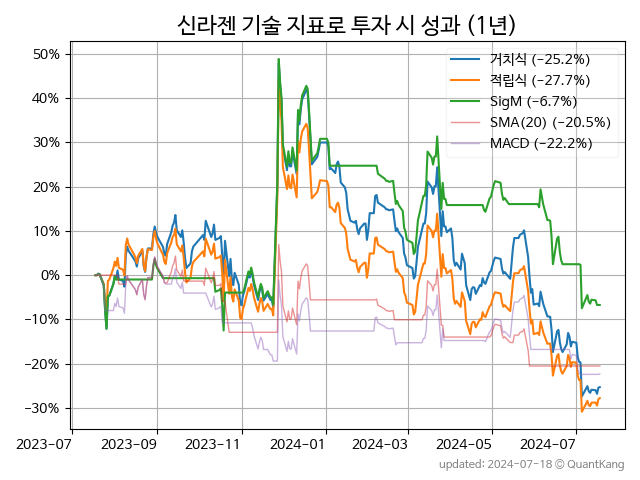 신라젠 기술 지표로 투자 시 성과 (1년)
50%
40%
30%
20%
10%
0%
−10%
−20%
−30%
거치식 (−25.2%)
적립식 (−27.7%)
SigM (−6.7%)
SMA(20) (−20.5%)
MACD (−22.2%)
2023-07 2023-09 2023-11 2024-01 2024-03 2024-05 2024-07
updated: 2024-07-18 ⓒ QuantKang